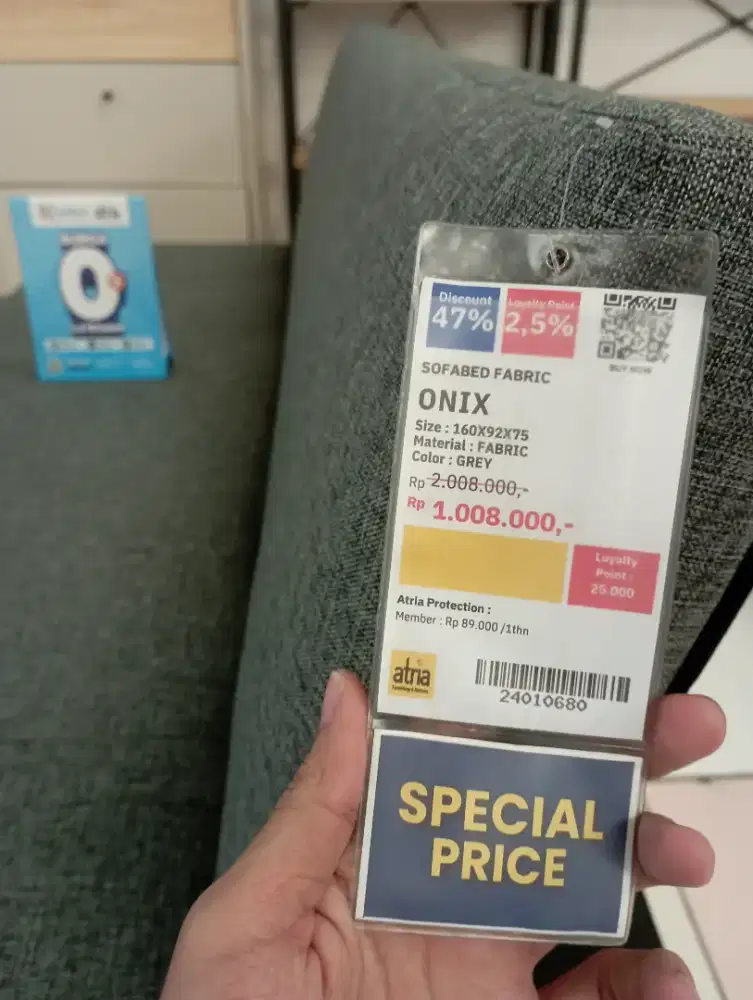 0
Discount
47%
Loyalty Point
2,5%
BUY NOW
SOFABED FABRIC
ONIX
Size : 160X92X75
Material : FABRIC
Color : GREY
Rp 2.008.000,-
Rp 1.008.000,-
Loyalty
Point :
25.000
Atria Protection :
Member : Rp 89.000 /1thn
atria
24010680
SPECIAL
PRICE